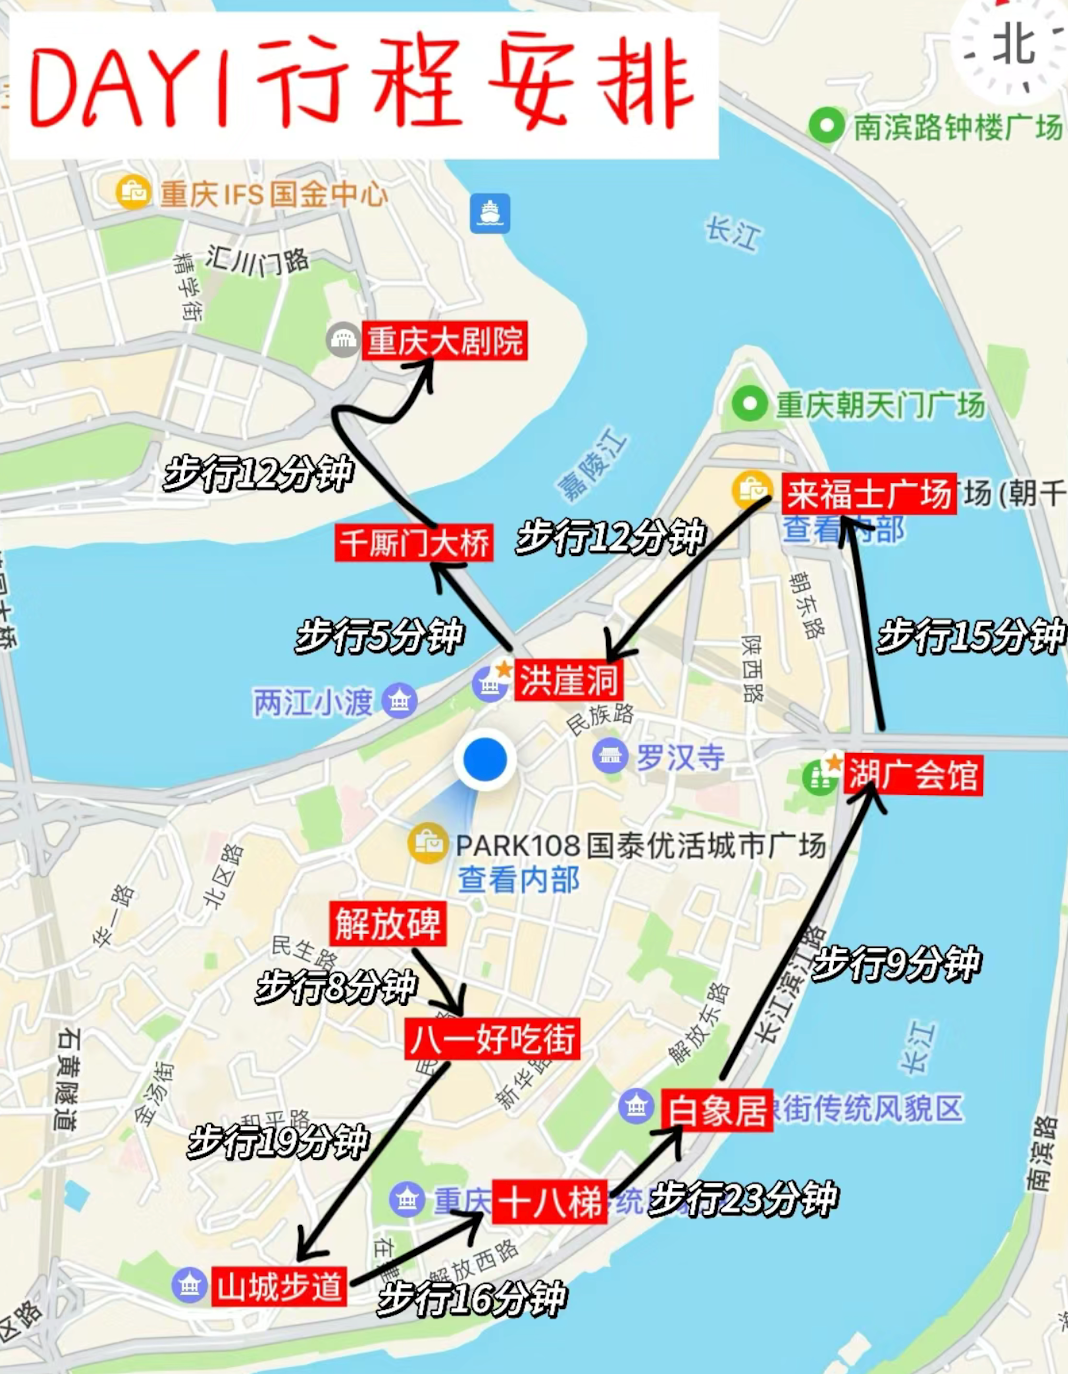 DAY1行程安排
北
南滨路钟楼广场
重庆IFS国金中心
长江
汇川门路
精学街
重庆大剧院
重庆朝天门广场
嘉陵江
步行12分钟
来福士广场
场(朝千
查看内部
千厮门大桥
步行12分钟
朝东路
步行5分钟
步行15分钟
陕西路
洪崖洞
两江小渡
民族路
罗汉寺
湖广会馆
PARK108国泰优活城市广场
查看内部
北区路
华一路
解放碑
民生路
步行8分钟
步行9分钟
长江滨江路
八一好吃街
解放东路
长江
石黄隧道
金汤街
新华路
白象居
象街传统风貌区
和平路
步行19分钟
南滨路
重庆
十八梯
统
步行23分钟
解放西路
山城步道
步行16分钟
区路